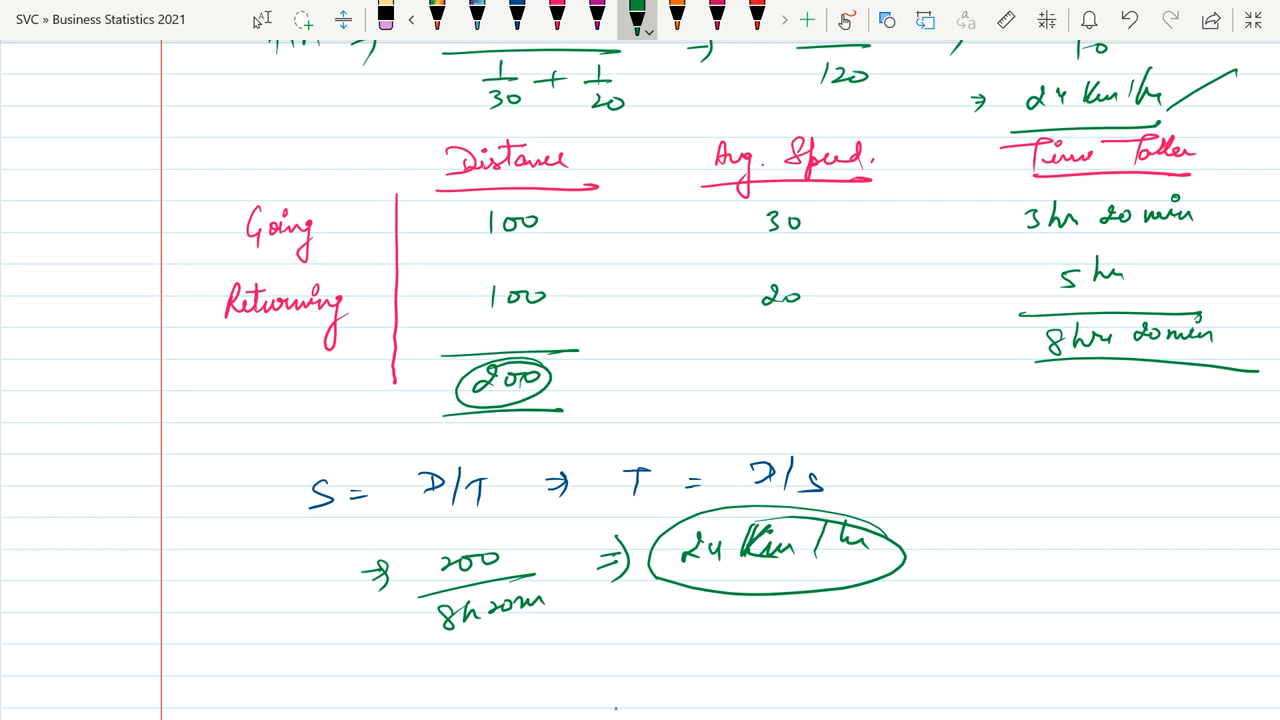 SVC » Business Statistics 2021
⇒ 1/30 + 1/20 ⇒ 120 ⇒ 10
⇒ 24 Km/hr
Distance Avg. Speed. Time Taken
Going 100 30 3 hr 20 min
Returning 100 20 5 hr
200 8 hrs 20 min
S = D/T ⇒ T = D/S
⇒ 200/8h 20m ⇒ 24 Km/hr